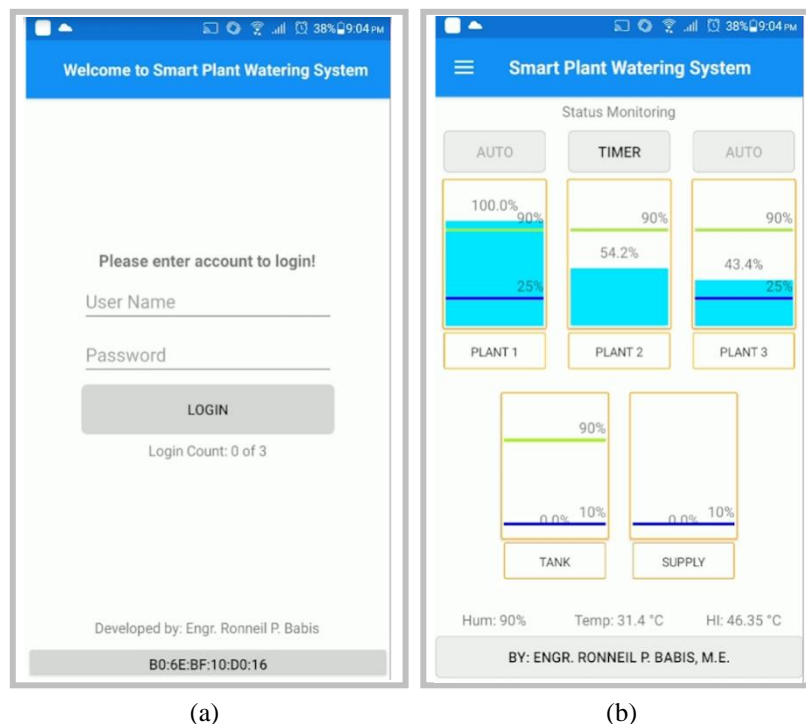 38% 9:04 PM
Welcome to Smart Plant Watering System
Please enter account to login!
User Name
Password
LOGIN
Login Count: 0 of 3
Developed by: Engr. Ronneil P. Babis
B0:6E:BF:10:D0:16
(a)
38% 9:04 PM
Smart Plant Watering System
Status Monitoring
AUTO TIMER AUTO
100.0%
90% 90% 90%
54.2% 43.4%
25% 25%
PLANT 1 PLANT 2 PLANT 3
90%
0.0% 10% 0.0% 10%
TANK SUPPLY
Hum: 90% Temp: 31.4 °C HI: 46.35 °C
BY: ENGR. RONNEIL P. BABIS, M.E.
(b)